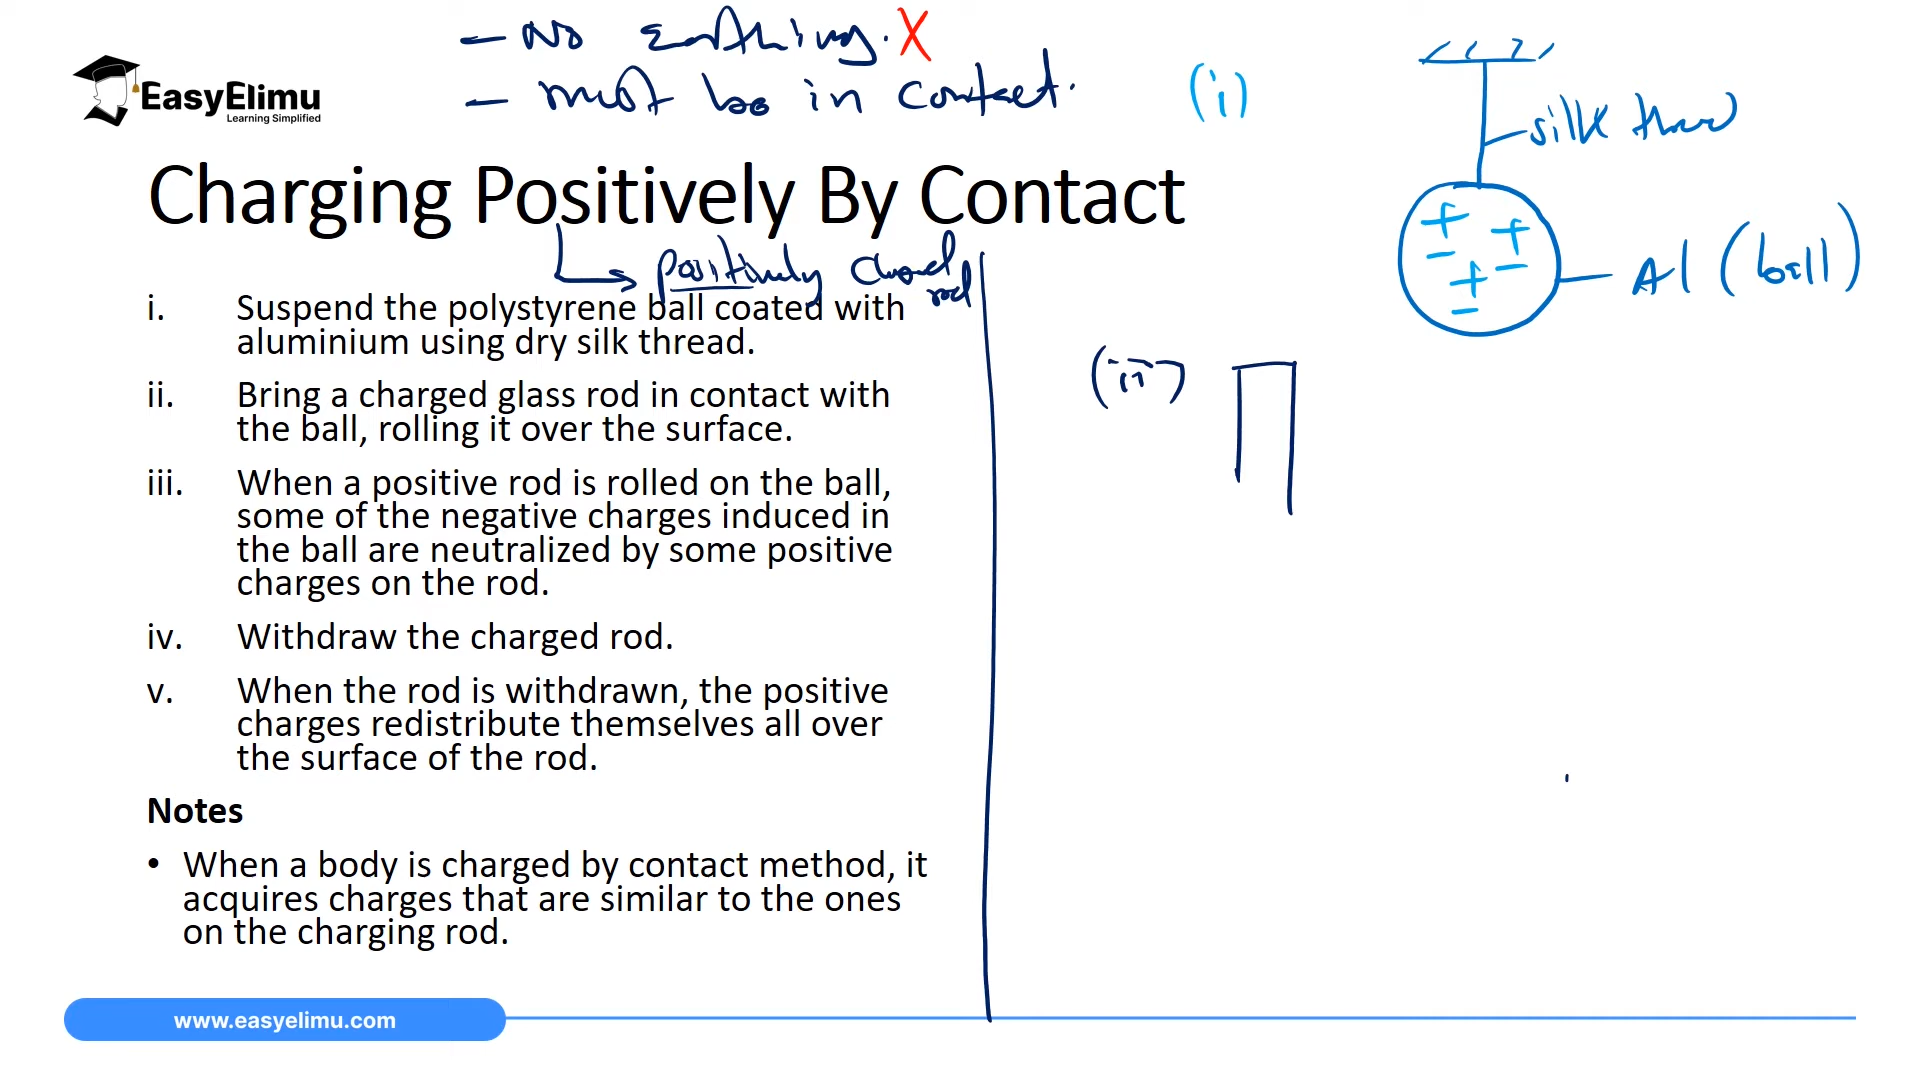 - No Earthing. X
- must be in contact.
EasyElimu
Learning Simplified
(i)
silk thread
Charging Positively By Contact
positively charged rod
Al (ball)
i. Suspend the polystyrene ball coated with
aluminium using dry silk thread.
(ii)
ii. Bring a charged glass rod in contact with
the ball, rolling it over the surface.
iii. When a positive rod is rolled on the ball,
some of the negative charges induced in
the ball are neutralized by some positive
charges on the rod.
iv. Withdraw the charged rod.
v. When the rod is withdrawn, the positive
charges redistribute themselves all over
the surface of the rod.
Notes
• When a body is charged by contact method, it
acquires charges that are similar to the ones
on the charging rod.
www.easyelimu.com